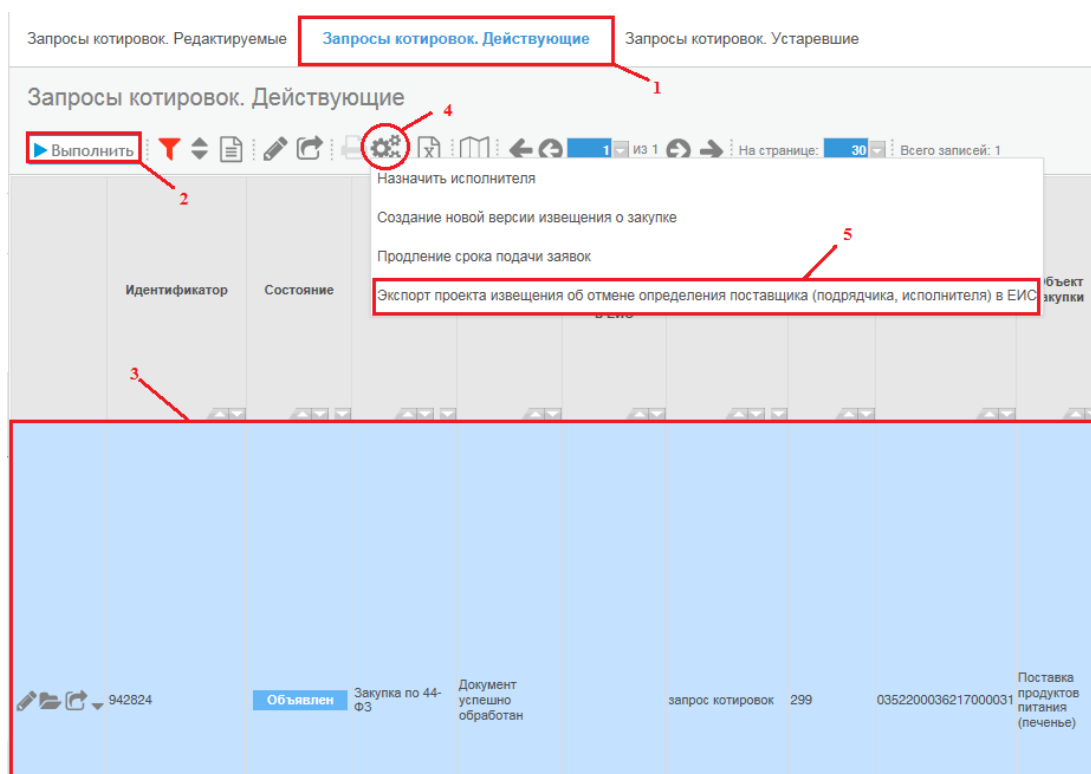 Запросы котировок. Редактируемые Запросы котировок. Действующие Запросы котировок. Устаревшие
1
Запросы котировок. Действующие
4
Выполнить 1 из 1 На странице: 30 Всего записей: 1
2
Назначить исполнителя
Создание новой версии извещения о закупке
5
Продление срока подачи заявок
Экспорт проекта извещения об отмене определения поставщика (подрядчика, исполнителя) в ЕИС
Идентификатор Состояние в ЕИС Объект закупки
3
942824 Объявлен Закупка по 44-ФЗ Документ успешно обработан запрос котировок 299 0352200036217000031 Поставка продуктов питания (печенье)